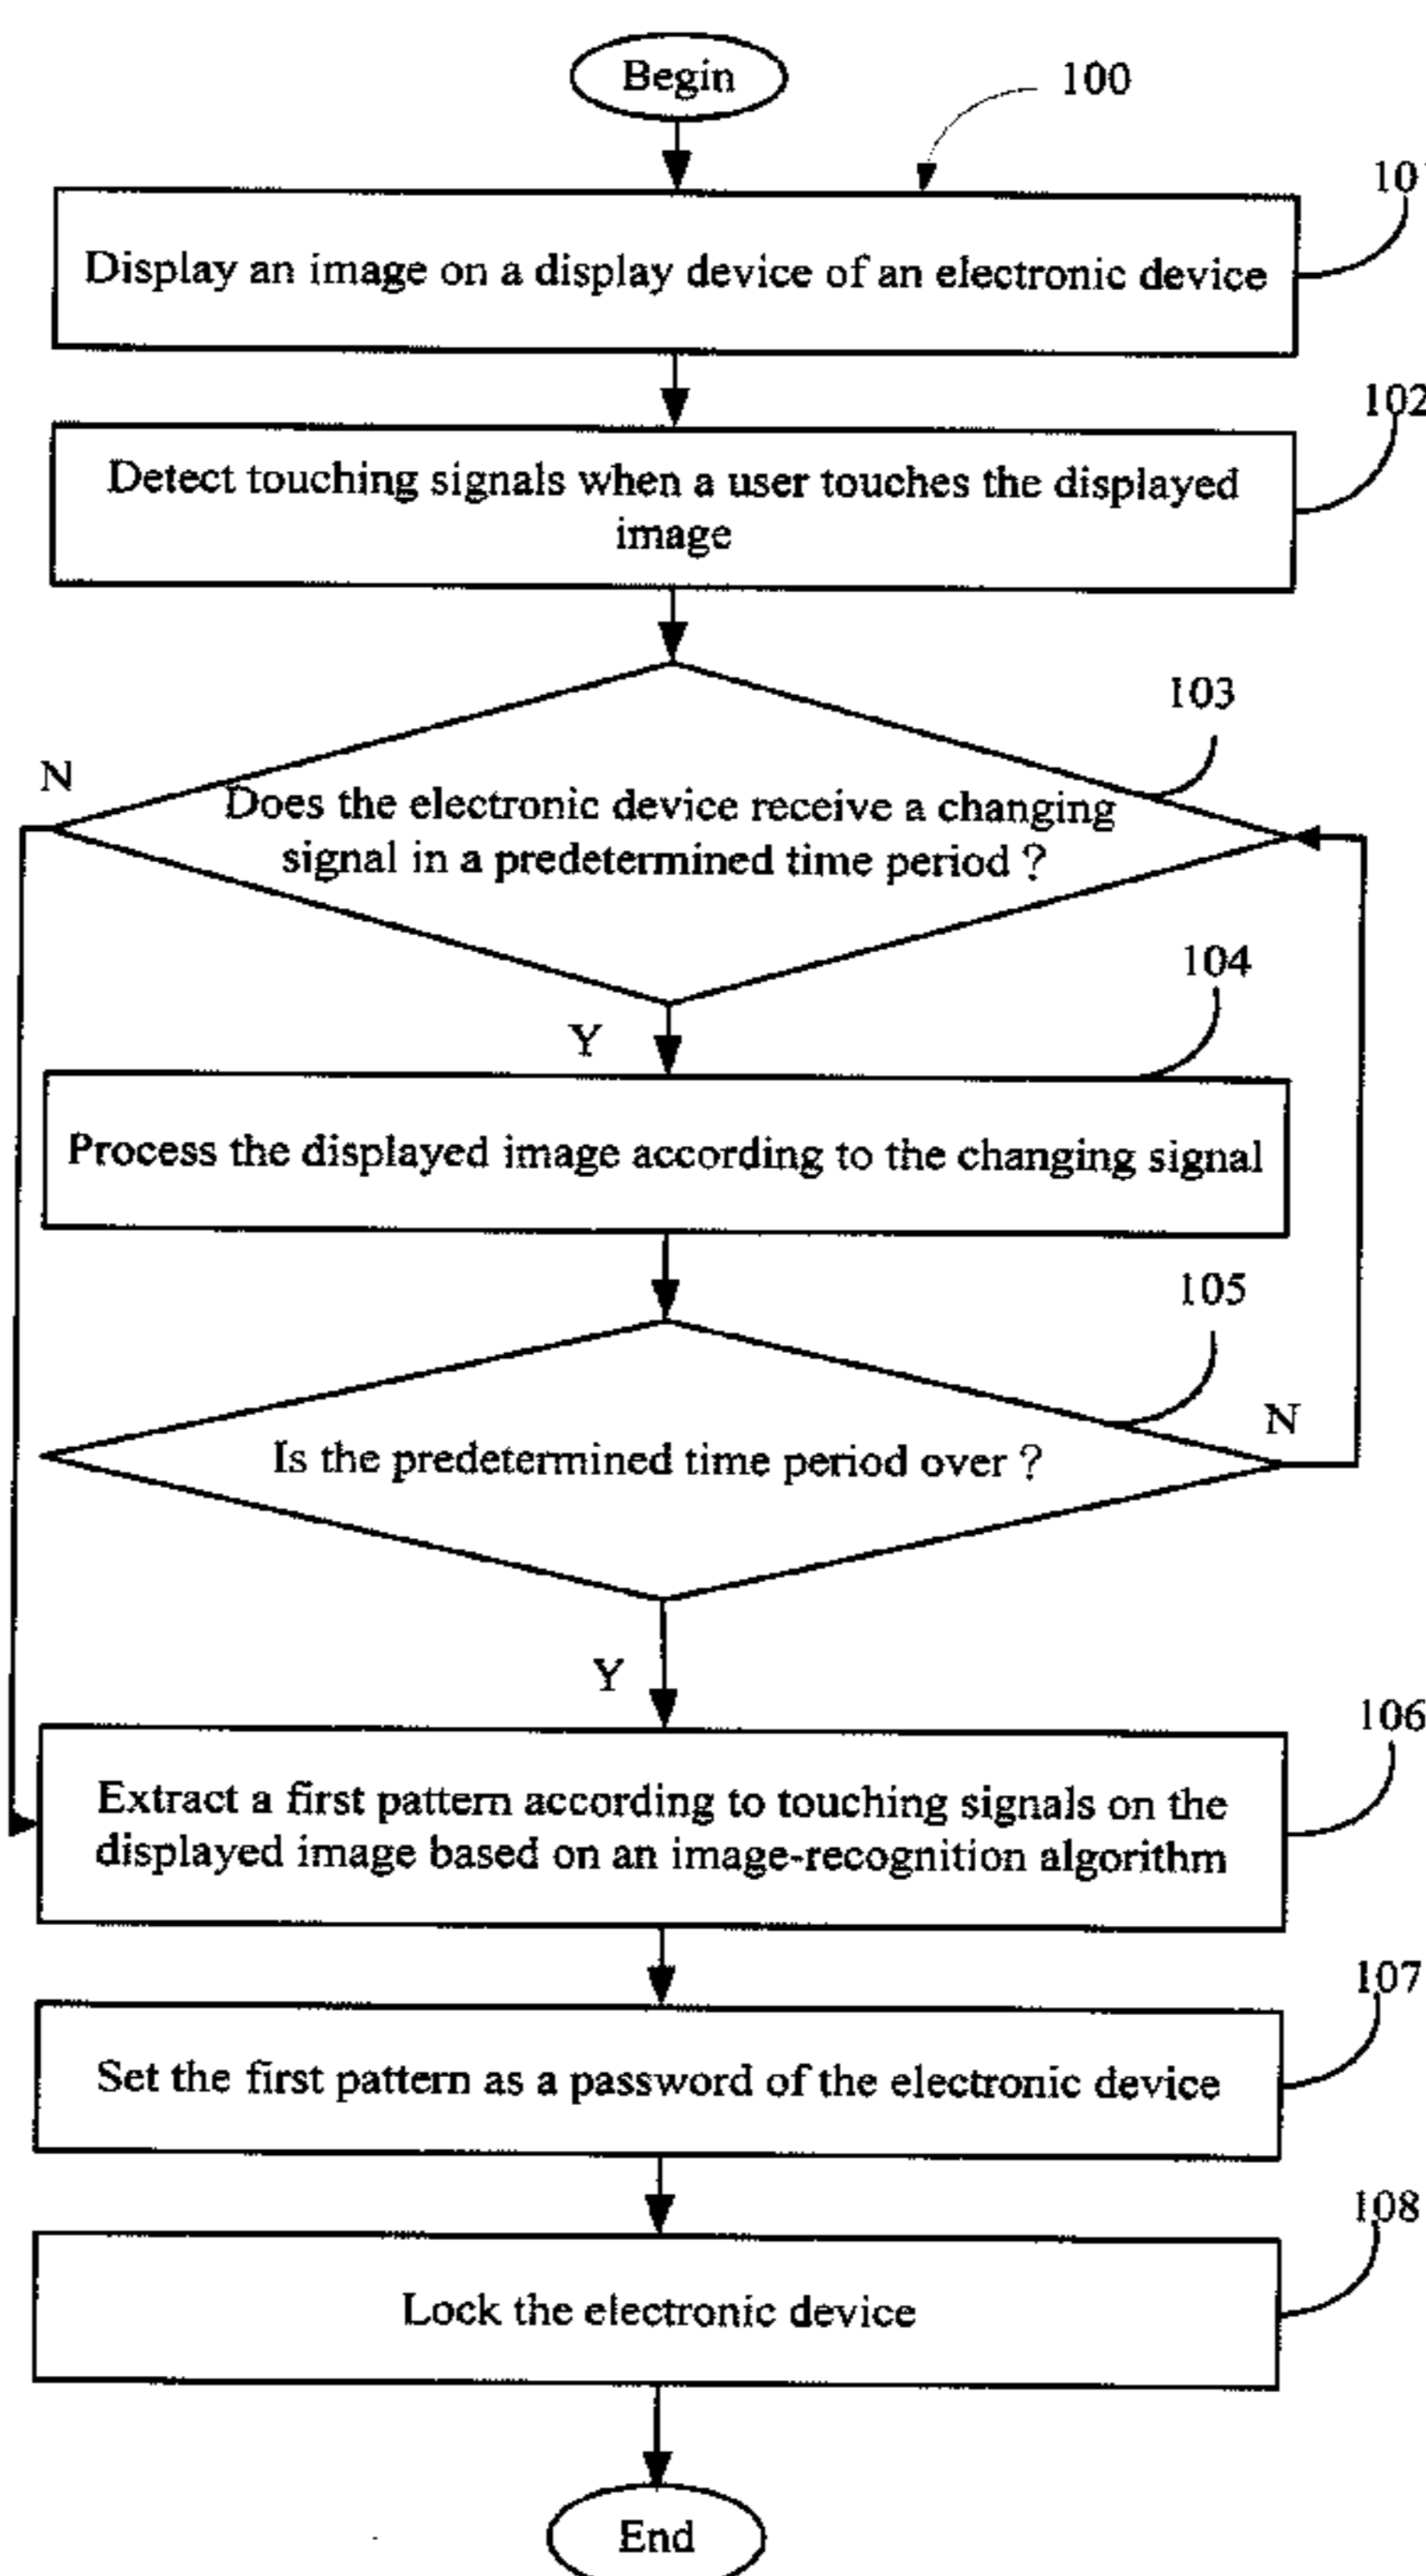 Begin
100
10
Display an image on a display device of an electronic device
102
Detect touching signals when a user touches the displayed
image
103
N
Does the electronic device receive a changing
signal in a predetermined time period ?
104
Y
Process the displayed image according to the changing signal
105
N
Is the predetermined time period over ?
Y
106
Extract a first pattern according to touching signals on the
displayed image based on an image-recognition algorithm
107
Set the first pattern as a password of the electronic device
108
Lock the electronic device
End